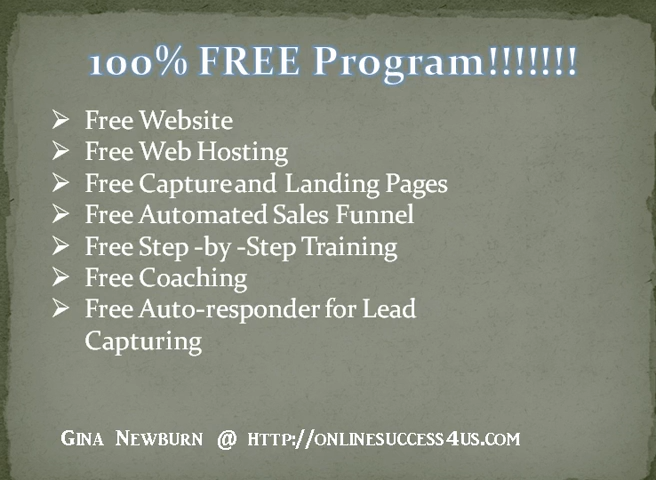 100% FREE Program!!!!!!!
➢ Free Website
➢ Free Web Hosting
➢ Free Capture and Landing Pages
➢ Free Automated Sales Funnel
➢ Free Step -by -Step Training
➢ Free Coaching
➢ Free Auto-responder for Lead
Capturing
Gina Newburn @ http://onlinesuccess4us.com